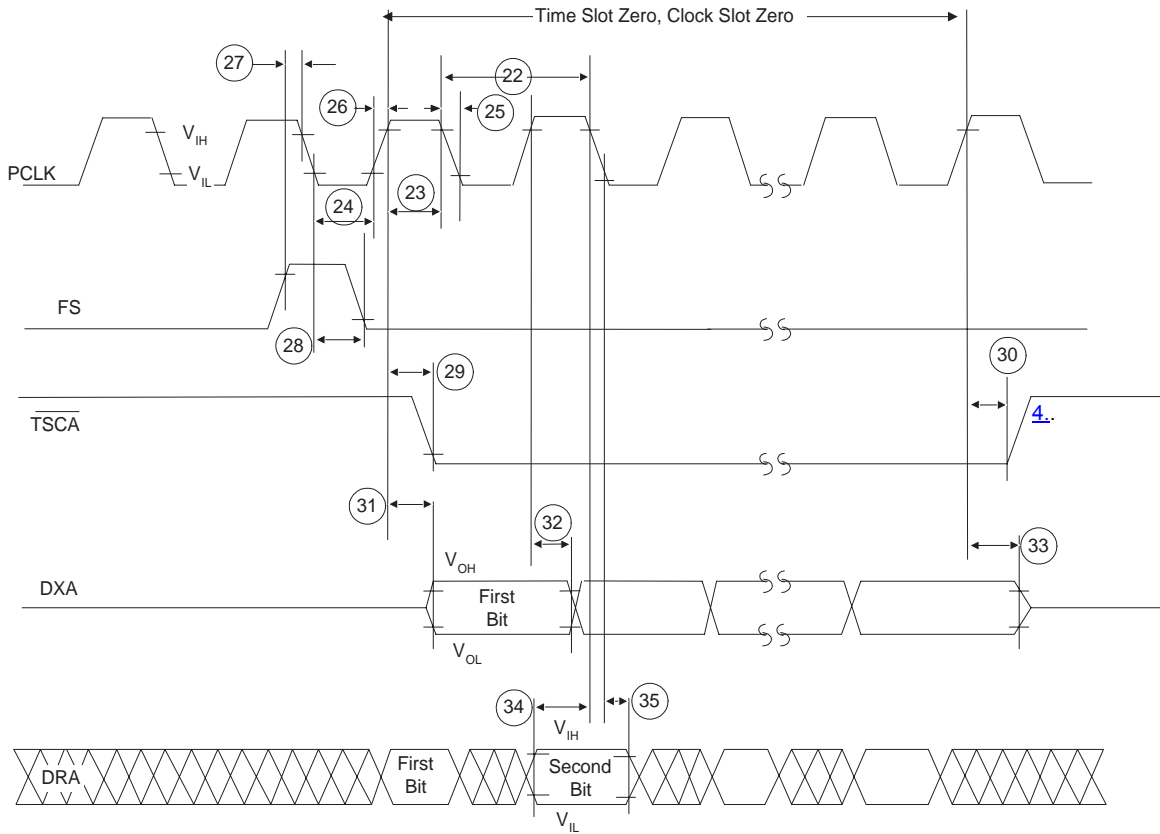 Time Slot Zero, Clock Slot Zero
27
22
26
25
V_IH
PCLK
V_IL
23
24
FS
28
29
30
TSCA
4..
31
32
33
V_OH
DXA
First
Bit
V_OL
34
35
V_IH
DRA
First
Bit
Second
Bit
V_IL